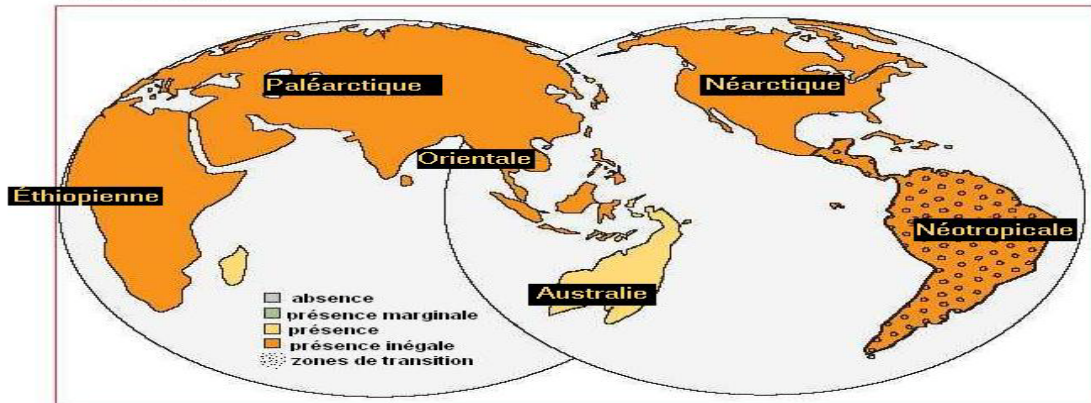 Paléarctique
Néarctique
Orientale
Éthiopienne
Néotropicale
Australie
absence
présence marginale
présence
présence inégale
zones de transition